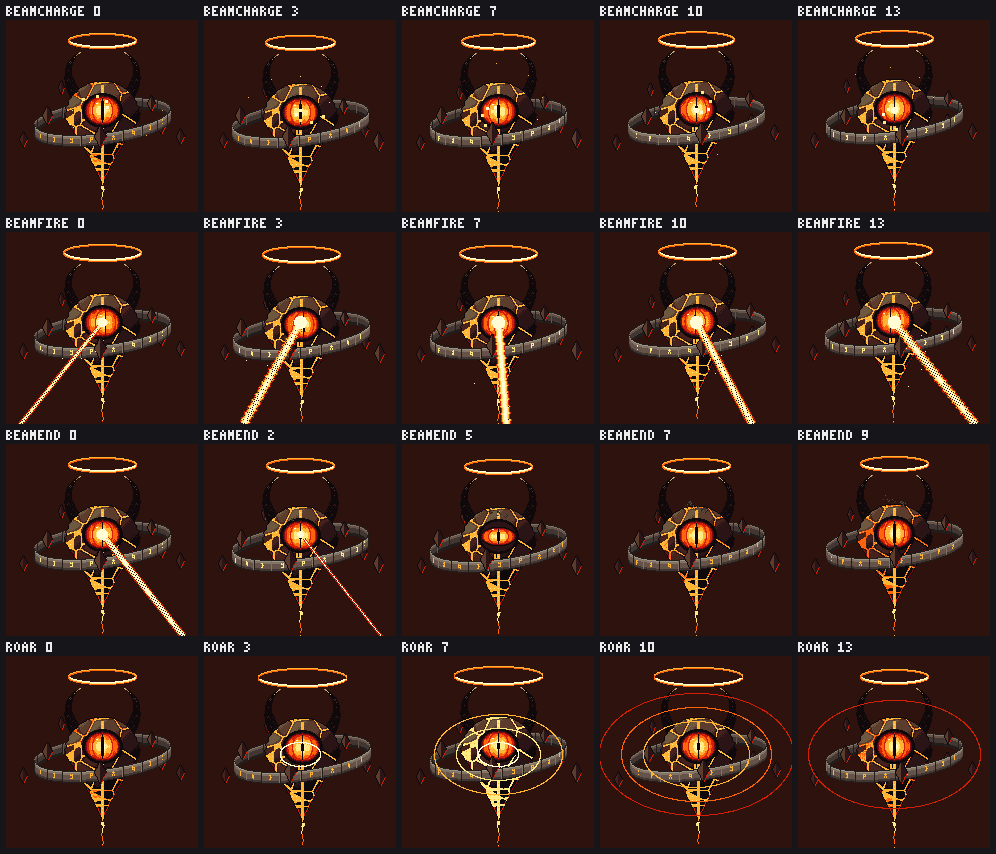 BEAMCHARGE 0
BEAMCHARGE 3
BEAMCHARGE 7
BEAMCHARGE 10
BEAMCHARGE 13
BEAMFIRE 0
BEAMFIRE 3
BEAMFIRE 7
BEAMFIRE 10
BEAMFIRE 13
BEAMEND 0
BEAMEND 2
BEAMEND 5
BEAMEND 7
BEAMEND 9
ROAR 0
ROAR 3
ROAR 7
ROAR 10
ROAR 13